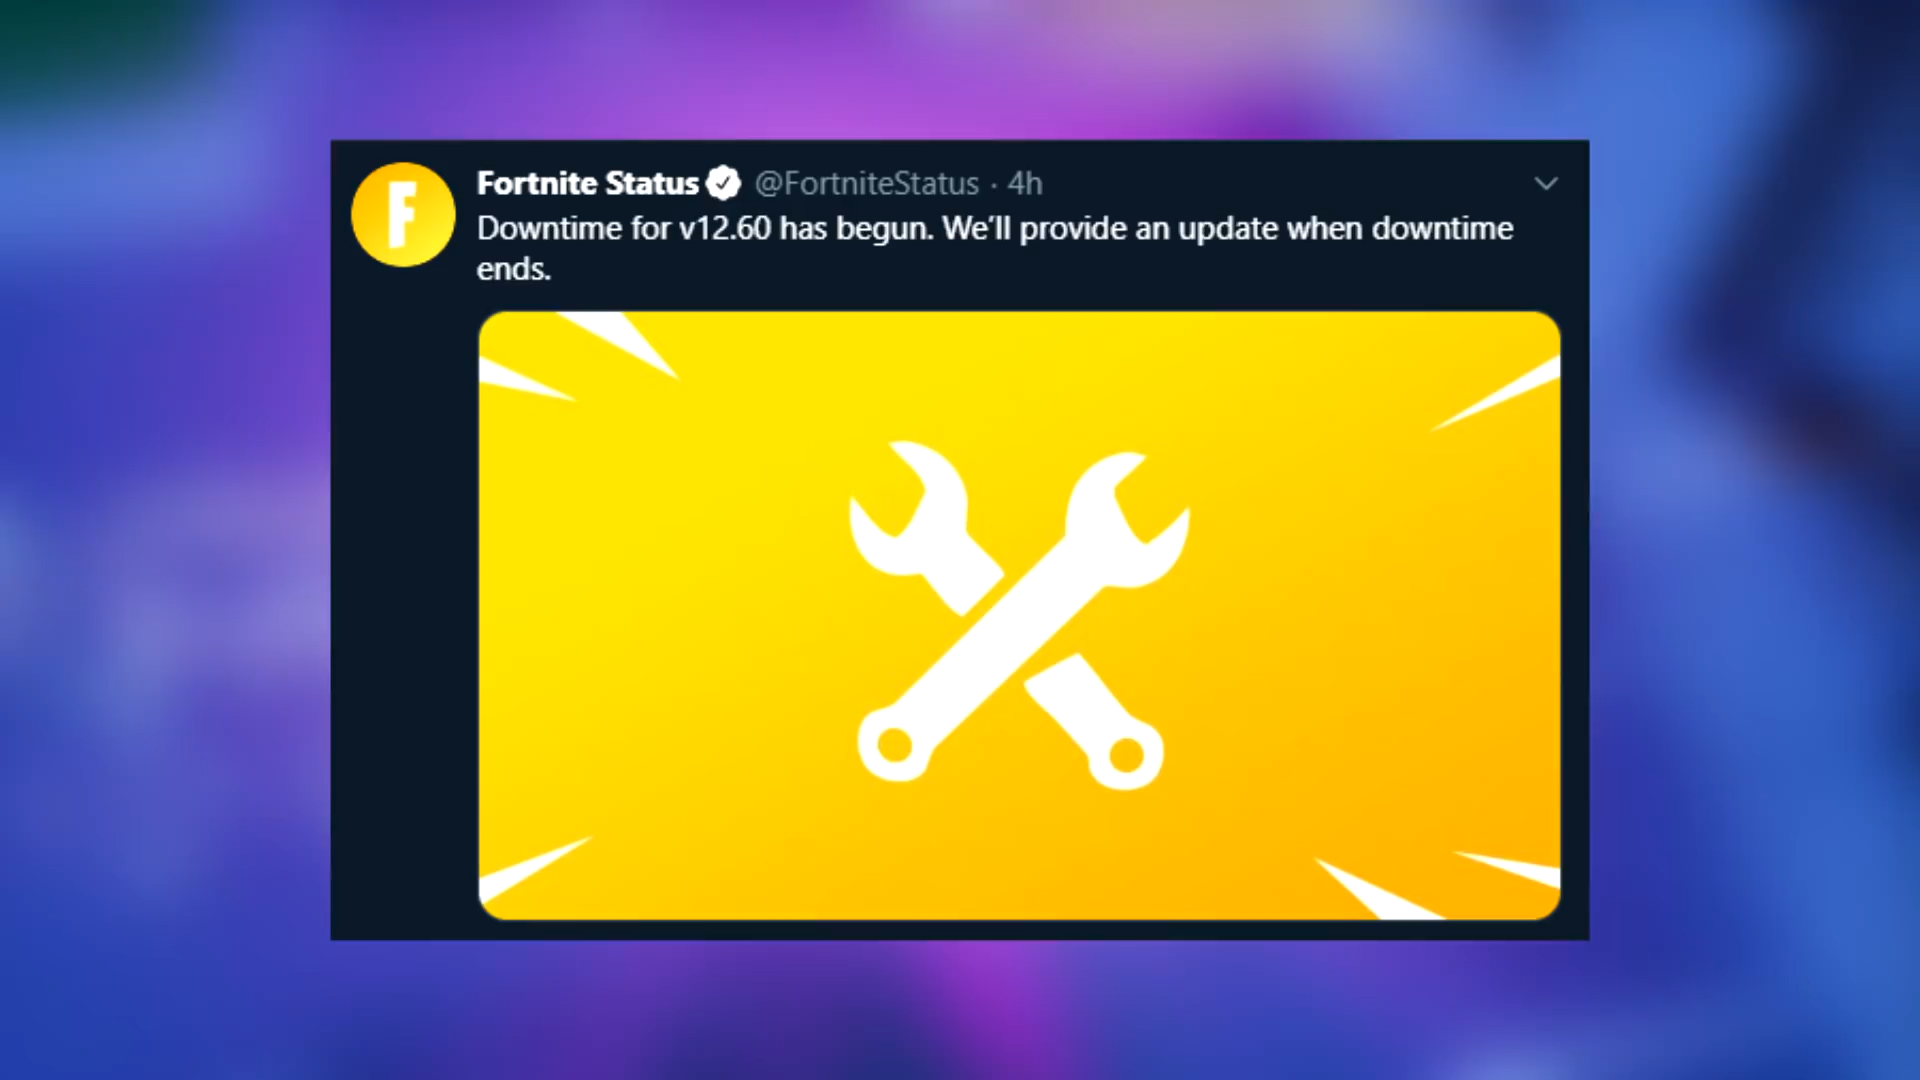 F
Fortnite Status @FortniteStatus · 4h
Downtime for v12.60 has begun. We'll provide an update when downtime
ends.